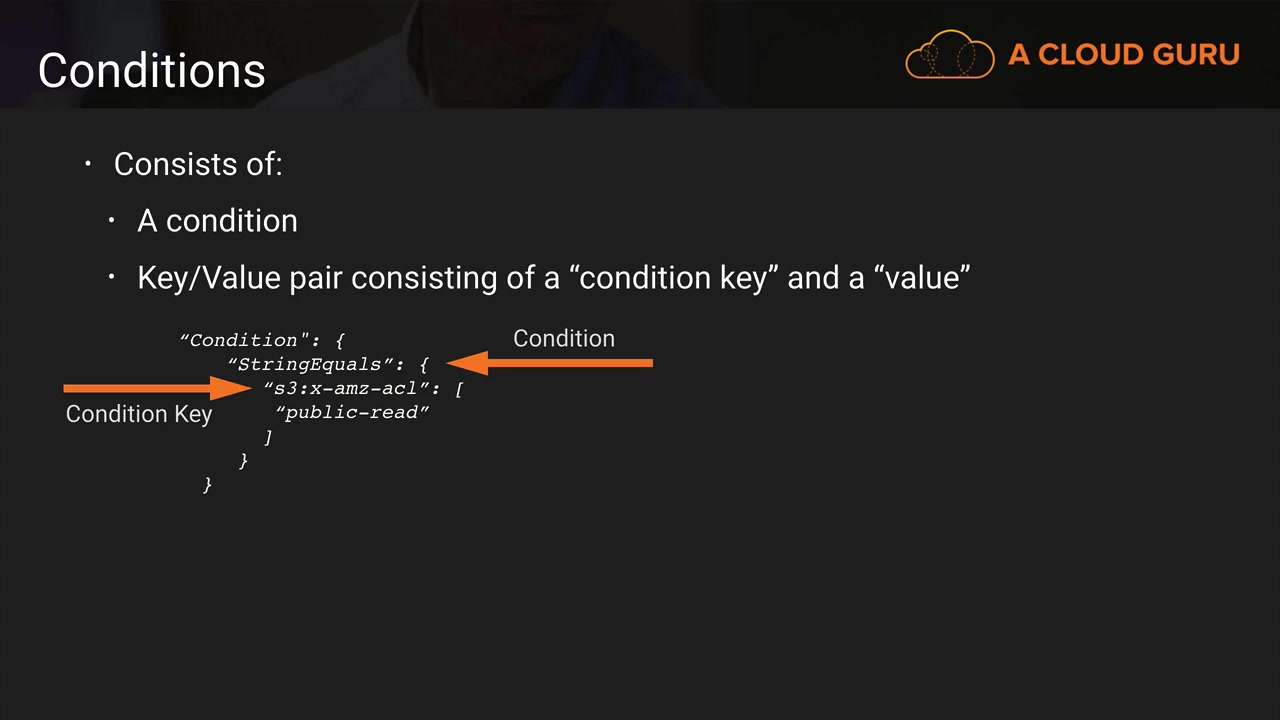 Conditions
A CLOUD GURU
• Consists of:
• A condition
• Key/Value pair consisting of a “condition key” and a “value”
“Condition": {
Condition
“StringEquals”: {
“s3:x-amz-acl”: [
Condition Key
“public-read”
]
}
}